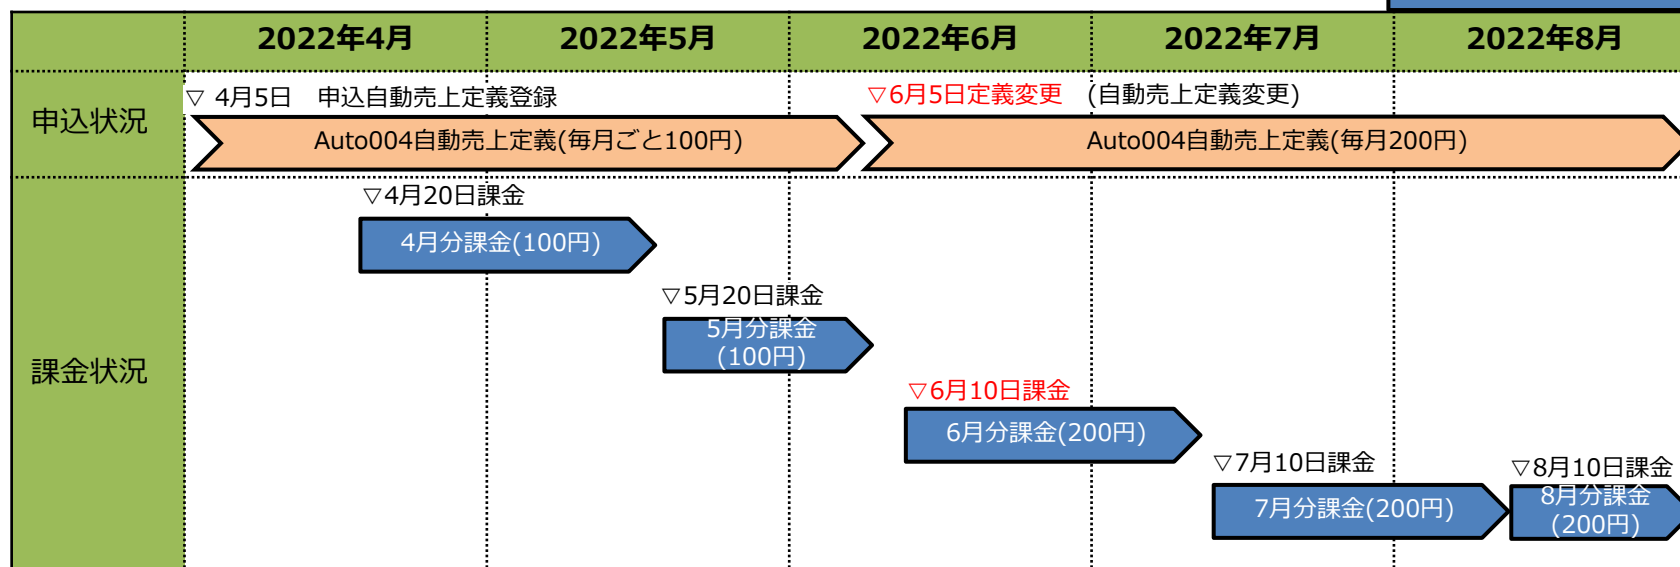 2022年4月
2022年5月
2022年6月
2022年7月
2022年8月
申込状況
▽ 4月5日　申込自動売上定義登録
▽6月5日定義変更　(自動売上定義変更)
Auto004自動売上定義(毎月ごと100円)
Auto004自動売上定義(毎月200円)
課金状況
▽4月20日課金
4月分課金(100円)
▽5月20日課金
5月分課金
(100円)
▽6月10日課金
6月分課金(200円)
▽7月10日課金
7月分課金(200円)
▽8月10日課金
8月分課金
(200円)